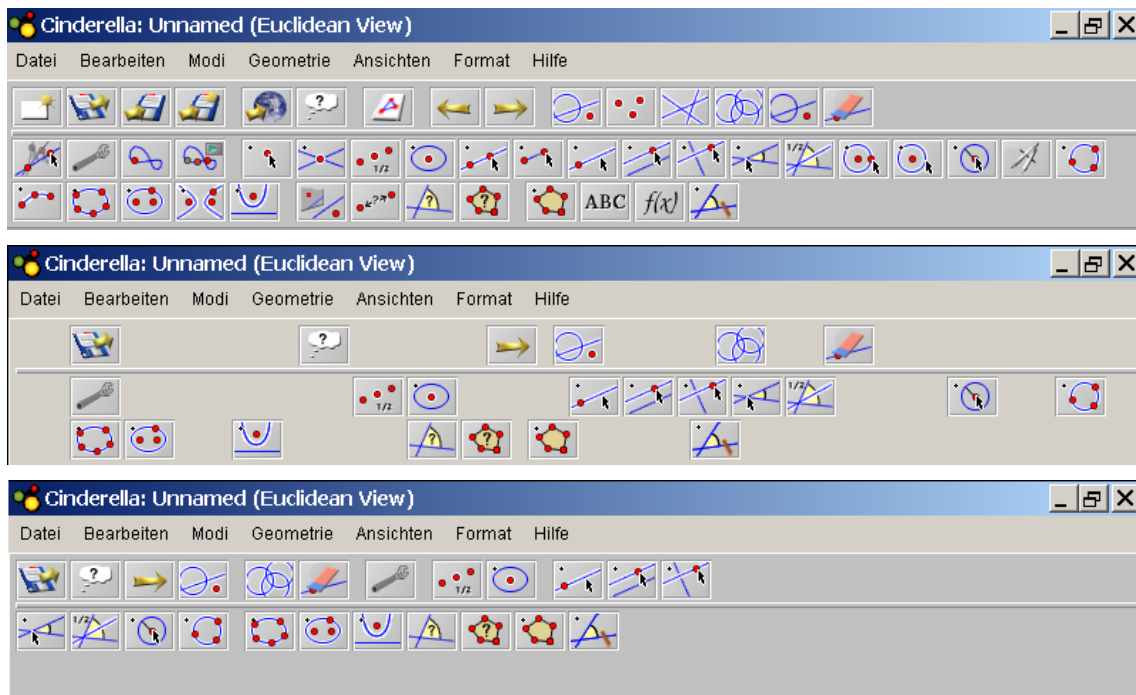 Cinderella: Unnamed (Euclidean View)
Datei Bearbeiten Modi Geometrie Ansichten Format Hilfe
?
1/2 1/2
? ? ? ABC f(x)
Cinderella: Unnamed (Euclidean View)
Datei Bearbeiten Modi Geometrie Ansichten Format Hilfe
?
1/2 1/2
? ?
Cinderella: Unnamed (Euclidean View)
Datei Bearbeiten Modi Geometrie Ansichten Format Hilfe
? 1/2
1/2 ? ?